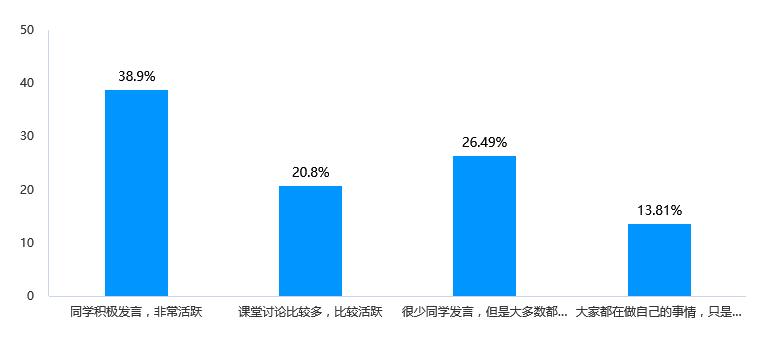 50
40
30
20
10
0
38.9%
20.8%
26.49%
13.81%
同学积极发言，非常活跃
课堂讨论比较多，比较活跃
很少同学发言，但是大多数都...
大家都在做自己的事情，只是...